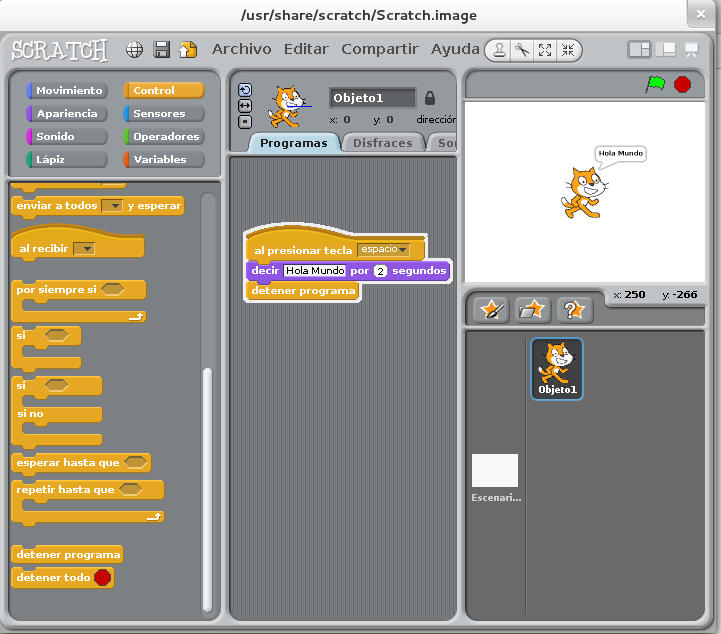 /usr/share/scratch/Scratch.image
SCRATCH
Archivo Editar Compartir Ayuda
Movimiento
Control
Apariencia
Sensores
Sonido
Operadores
Lápiz
Variables
enviar a todos y esperar
al recibir
por siempre si
si
si
si no
esperar hasta que
repetir hasta que
detener programa
detener todo
Objeto1
x: 0 y: 0 dirección
Programas Disfraces So
al presionar tecla espacio
decir Hola Mundo por 2 segundos
detener programa
Hola Mundo
x: 250 y: -266
Objeto1
Escenari...